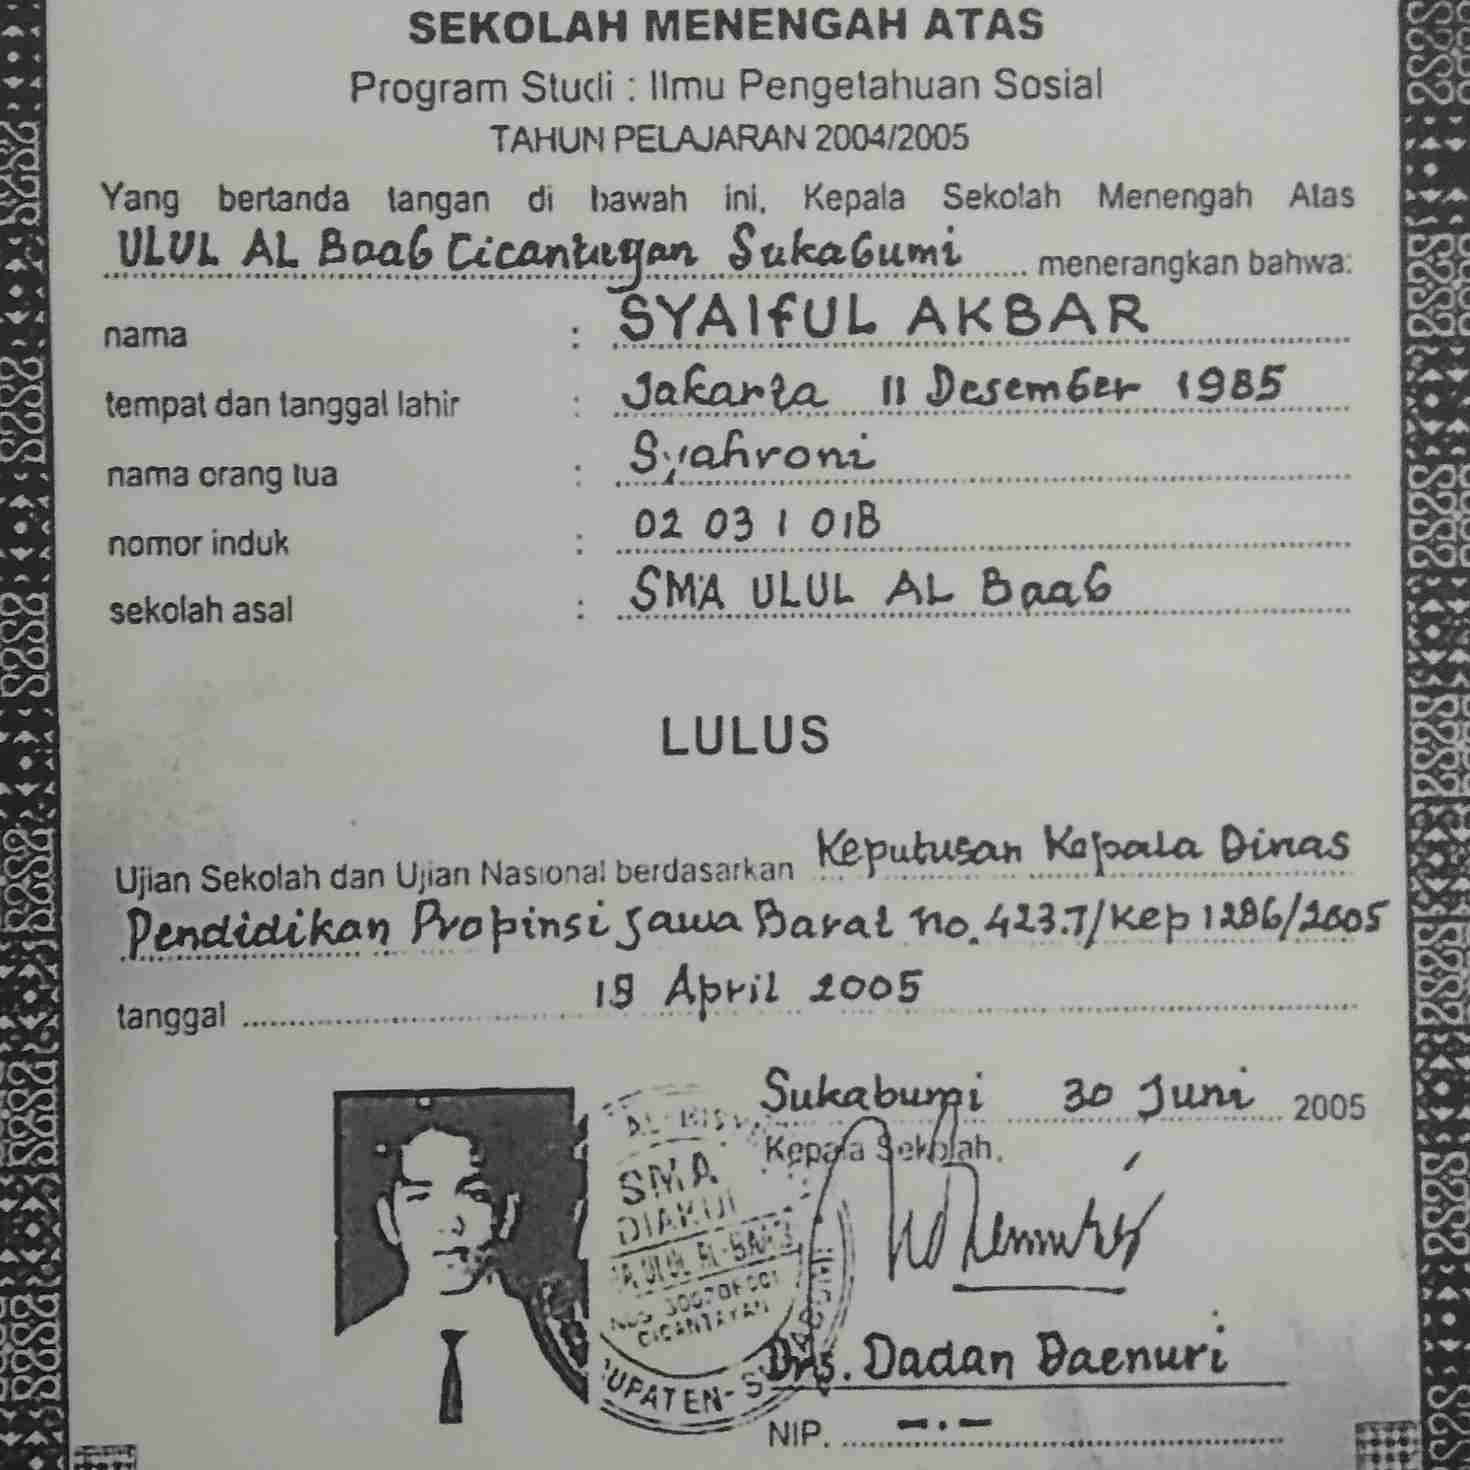 SEKOLAH MENENGAH ATAS
Program Studi : Ilmu Pengetahuan Sosial
TAHUN PELAJARAN 2004/2005
Yang bertanda tangan di bawah ini, Kepala Sekolah Menengah Atas
ULUL AL Baab Cicantayan Sukabumi menerangkan bahwa:
nama : SYAIFUL AKBAR
tempat dan tanggal lahir : Jakarta 11 Desember 1985
nama orang tua : Syahroni
nomor induk : 02 03 1 01B
sekolah asal : SMA ULUL AL Baab
LULUS
Ujian Sekolah dan Ujian Nasional berdasarkan Keputusan Kepala Dinas
Pendidikan Propinsi Jawa Barat No. 423.7/Kep 1286/2005
tanggal 19 April 2005
Sukabumi 30 Juni 2005
Kepala Sekolah,
SMA
CICANTAYAN
Drs. Dadan Daenuri
NIP. -.-